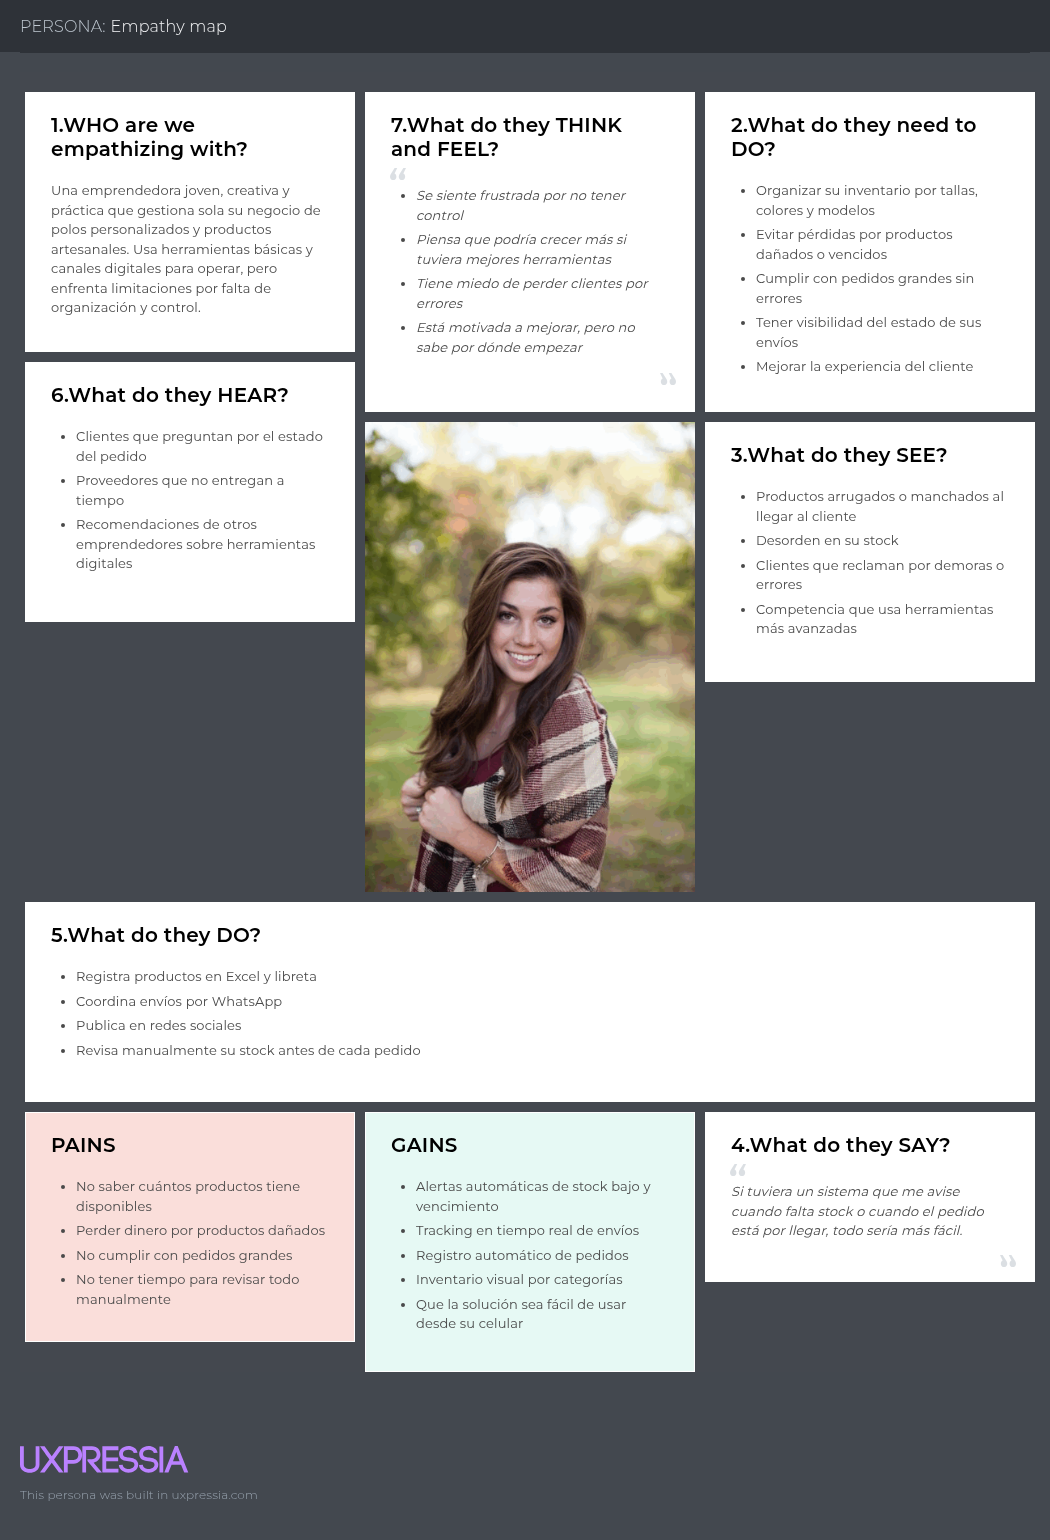 PERSONA: Empathy map
1.WHO are we
empathizing with?
Una emprendedora joven, creativa y
práctica que gestiona sola su negocio de
polos personalizados y productos
artesanales. Usa herramientas básicas y
canales digitales para operar, pero
enfrenta limitaciones por falta de
organización y control.
7.What do they THINK
and FEEL?
“
• Se siente frustrada por no tener
control
• Piensa que podría crecer más si
tuviera mejores herramientas
• Tiene miedo de perder clientes por
errores
• Está motivada a mejorar, pero no
sabe por dónde empezar
”
2.What do they need to
DO?
• Organizar su inventario por tallas,
colores y modelos
• Evitar pérdidas por productos
dañados o vencidos
• Cumplir con pedidos grandes sin
errores
• Tener visibilidad del estado de sus
envíos
• Mejorar la experiencia del cliente
6.What do they HEAR?
• Clientes que preguntan por el estado
del pedido
• Proveedores que no entregan a
tiempo
• Recomendaciones de otros
emprendedores sobre herramientas
digitales
3.What do they SEE?
• Productos arrugados o manchados al
llegar al cliente
• Desorden en su stock
• Clientes que reclaman por demoras o
errores
• Competencia que usa herramientas
más avanzadas
5.What do they DO?
• Registra productos en Excel y libreta
• Coordina envíos por WhatsApp
• Publica en redes sociales
• Revisa manualmente su stock antes de cada pedido
PAINS
• No saber cuántos productos tiene
disponibles
• Perder dinero por productos dañados
• No cumplir con pedidos grandes
• No tener tiempo para revisar todo
manualmente
GAINS
• Alertas automáticas de stock bajo y
vencimiento
• Tracking en tiempo real de envíos
• Registro automático de pedidos
• Inventario visual por categorías
• Que la solución sea fácil de usar
desde su celular
4.What do they SAY?
“
Si tuviera un sistema que me avise
cuando falta stock o cuando el pedido
está por llegar, todo sería más fácil.
”
UXPRESSIA
This persona was built in uxpressia.com